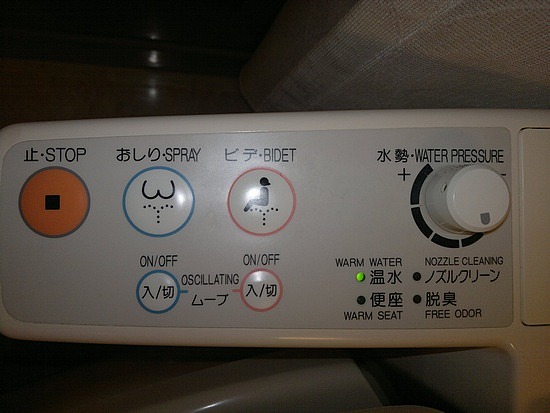 止・STOP
おしり・SPRAY
ビデ・BIDET
水勢・WATER PRESSURE
+ -
ON/OFF
入/切
OSCILLATING
ムーブ
ON/OFF
入/切
WARM WATER
温水
NOZZLE CLEANING
ノズルクリーン
便座
WARM SEAT
脱臭
FREE ODOR